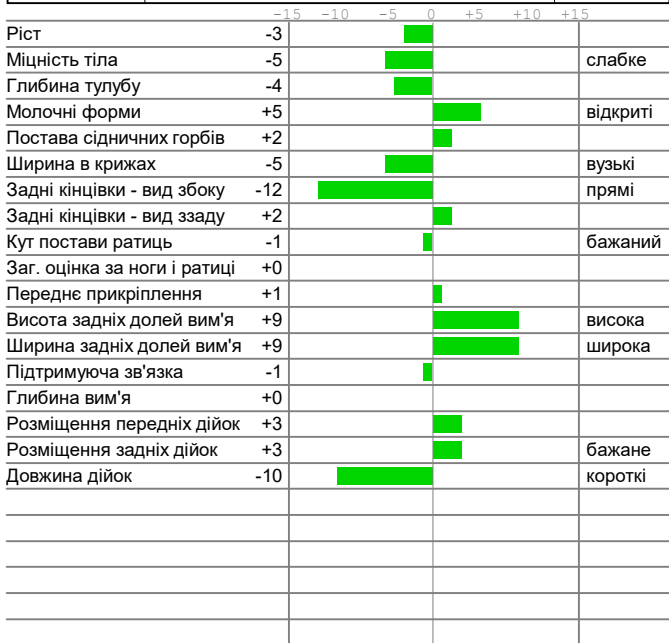 -15 -10 -5 0 +5 +10 +15
Ріст -3
Міцність тіла -5 слабке
Глибина тулубу -4
Молочні форми +5 відкриті
Постава сідничних горбів +2
Ширина в крижах -5 вузькі
Задні кінцівки - вид збоку -12 прямі
Задні кінцівки - вид ззаду +2
Кут постави ратиць -1 бажаний
Заг. оцінка за ноги і ратиці +0
Переднє прикріплення +1
Висота задніх долей вим'я +9 висока
Ширина задніх долей вим'я +9 широка
Підтримуюча зв'язка -1
Глибина вим'я +0
Розміщення передніх дійок +3
Розміщення задніх дійок +3 бажане
Довжина дійок -10 короткі